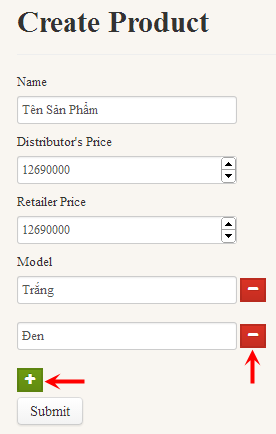 Create Product
Name
Tên Sản Phẩm
Distributor's Price
12690000
Retailer Price
12690000
Model
Trắng
Đen
Submit